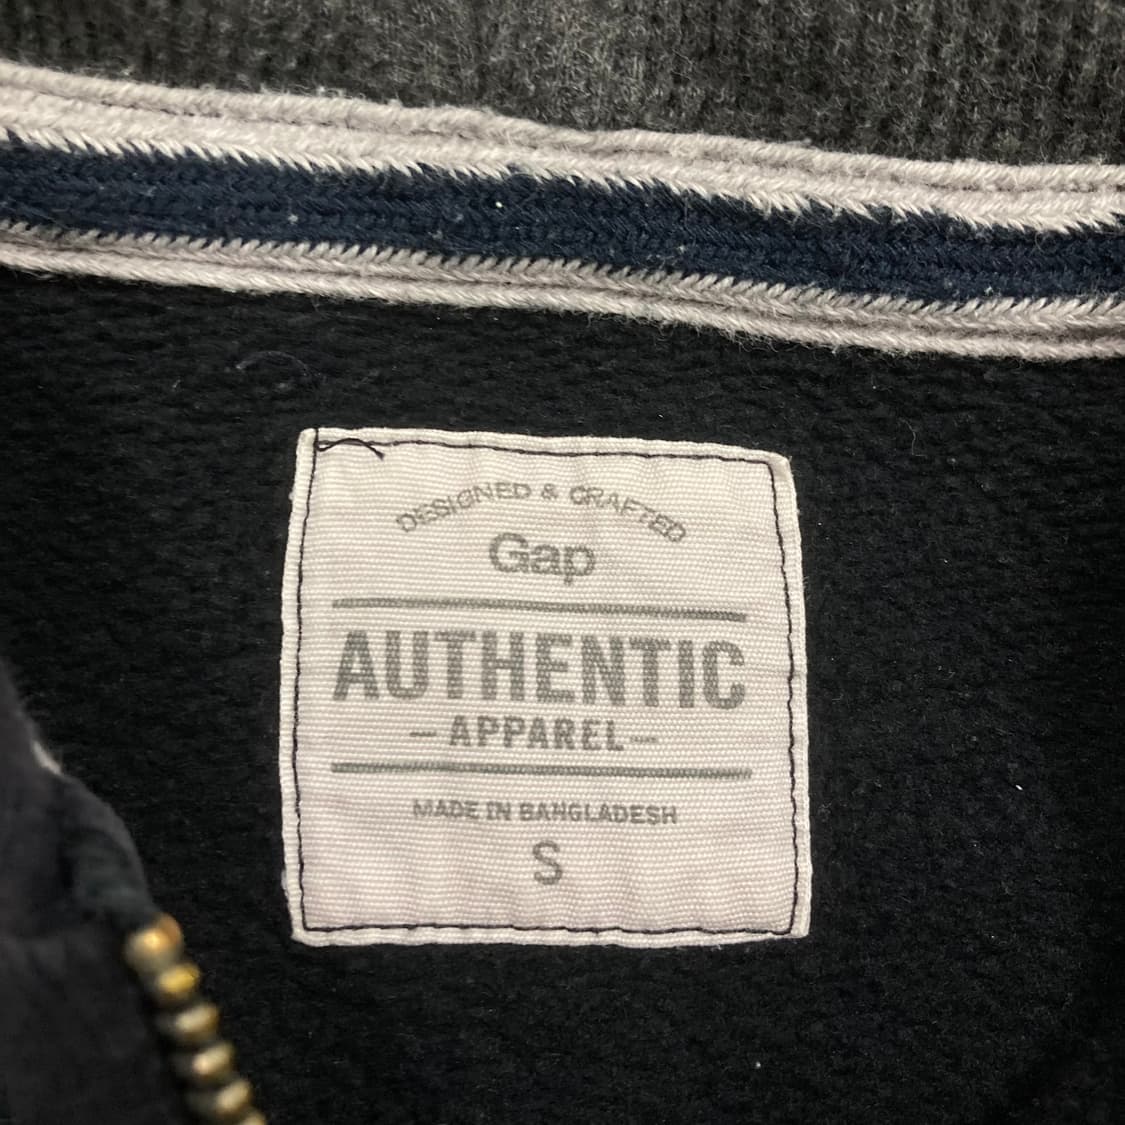 DESIGNED & CRAFTED
Gap
AUTHENTIC
- APPAREL -
MADE IN BANGLADESH
S